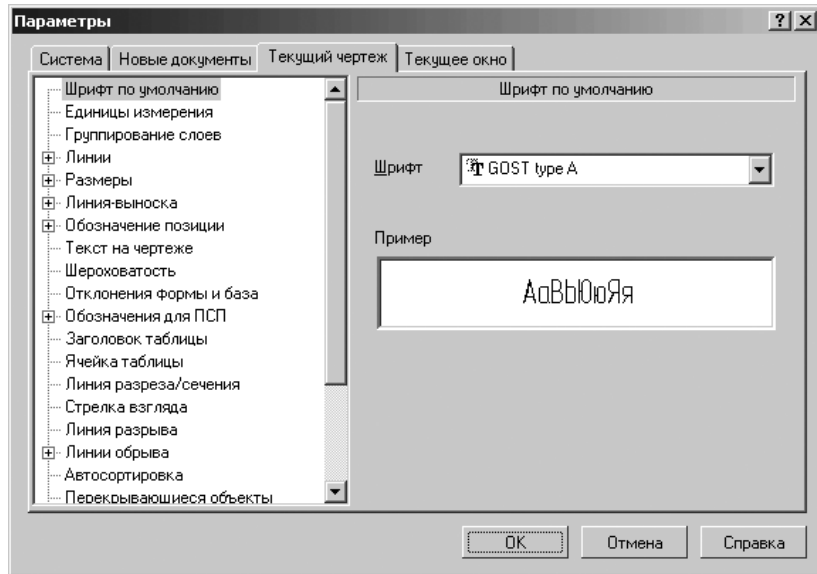 Параметры
Система Новые документы Текущий чертеж Текущее окно
Шрифт по умолчанию
Единицы измерения
Группирование слоев
Линии
Размеры
Линия-выноска
Обозначение позиции
Текст на чертеже
Шероховатость
Отклонения формы и база
Обозначения для ПСП
Заголовок таблицы
Ячейка таблицы
Линия разреза/сечения
Стрелка взгляда
Линия разрыва
Линии обрыва
Автосортировка
Перекрывающиеся объекты
Шрифт по умолчанию
Шрифт GOST type A
Пример
АаВЬЮюЯя
OK Отмена Справка